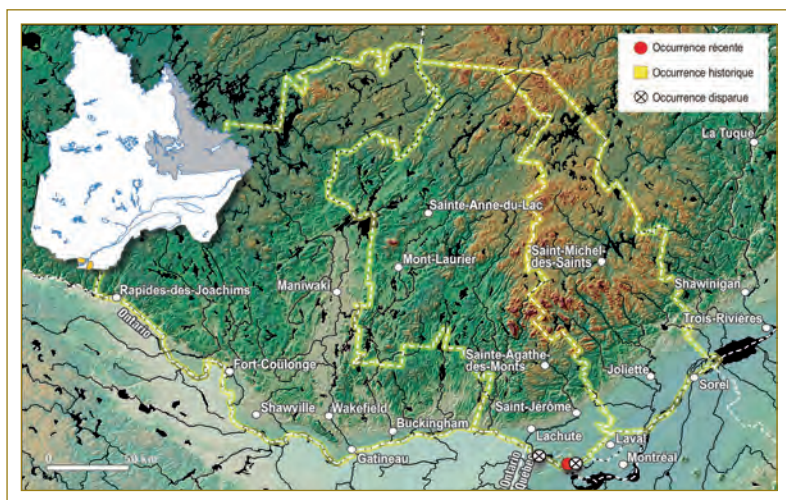 Occurrence récente
Occurrence historique
Occurrence disparue
La Tuque
Sainte-Anne-du-Lac
Saint-Michel-
des-Saints
Mont-Laurier
Maniwaki
Rapides-des-Joachims
Shawinigan
Trois-Rivières
Ontario
Fort-Coulonge
Sainte-Agathe-
des-Monts
Joliette
Sorel
Shawville
Wakefield
Saint-Jérôme
Buckingham
Lachute
Laval
Gatineau
Montréal
Ontario
Québec
0 50 km